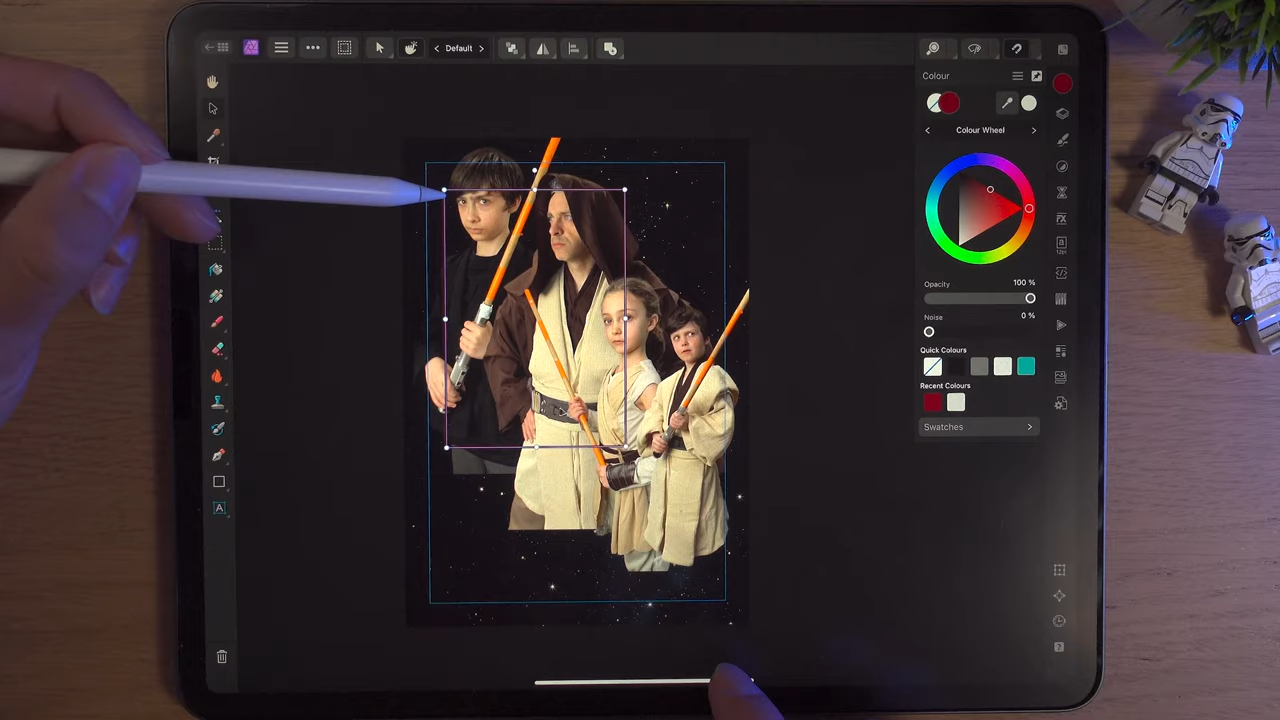 Default
Colour
Colour Wheel
Opacity
100 %
Noise
0 %
Quick Colours
Recent Colours
Swatches
A